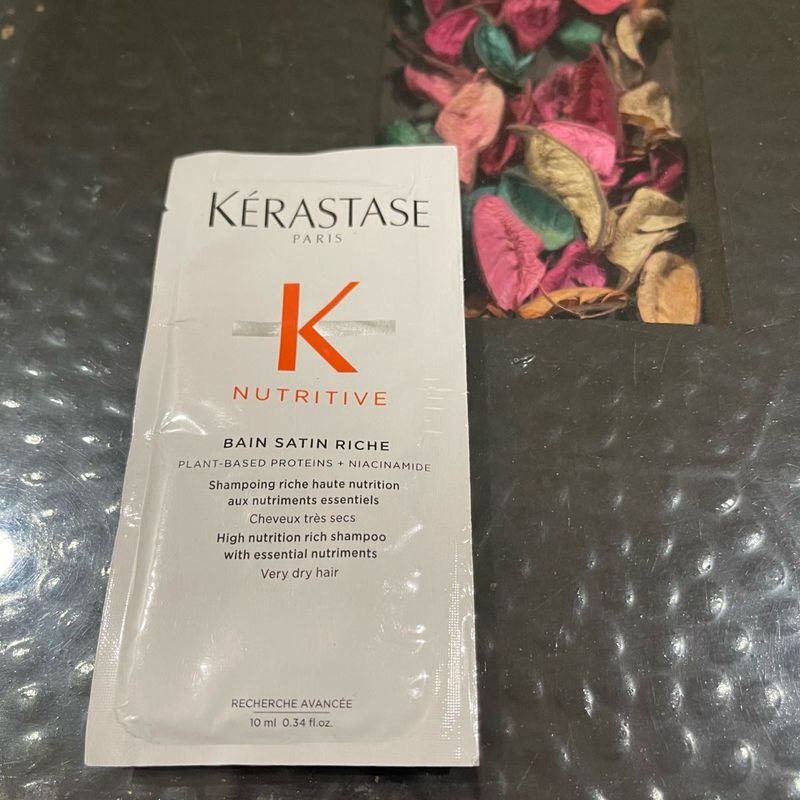 KÉRASTASE
PARIS
K
NUTRITIVE
BAIN SATIN RICHE
PLANT-BASED PROTEINS + NIACINAMIDE
Shampoing riche haute nutrition
aux nutriments essentiels
Cheveux très secs
High nutrition rich shampoo
with essential nutriments
Very dry hair
RECHERCHE AVANCÉE
10 ml 0.34 fl.oz.